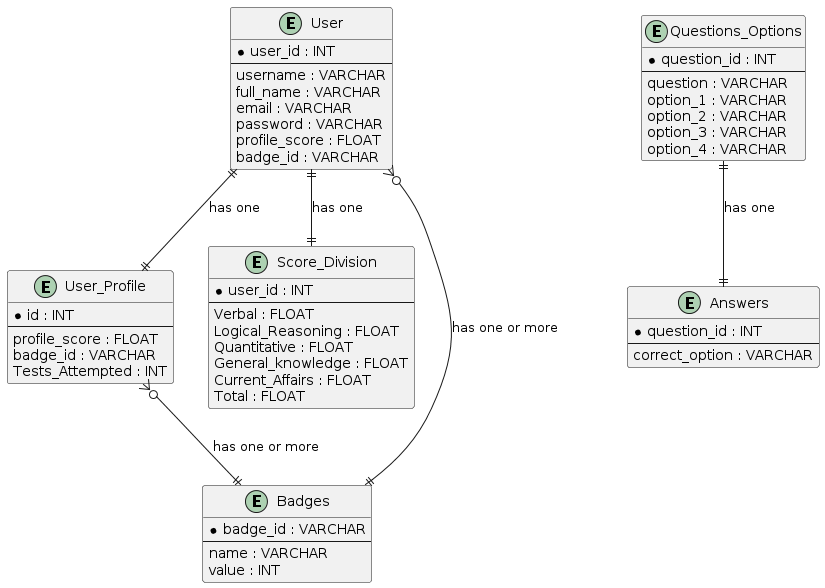 E User
* user_id : INT
username : VARCHAR
full_name : VARCHAR
email : VARCHAR
password : VARCHAR
profile_score : FLOAT
badge_id : VARCHAR
E Questions_Options
* question_id : INT
question : VARCHAR
option_1 : VARCHAR
option_2 : VARCHAR
option_3 : VARCHAR
option_4 : VARCHAR
has one
has one
has one
E User_Profile
* id : INT
profile_score : FLOAT
badge_id : VARCHAR
Tests_Attempted : INT
E Score_Division
* user_id : INT
Verbal : FLOAT
Logical_Reasoning : FLOAT
Quantitative : FLOAT
General_knowledge : FLOAT
Current_Affairs : FLOAT
Total : FLOAT
has one or more
E Answers
* question_id : INT
correct_option : VARCHAR
has one or more
E Badges
* badge_id : VARCHAR
name : VARCHAR
value : INT